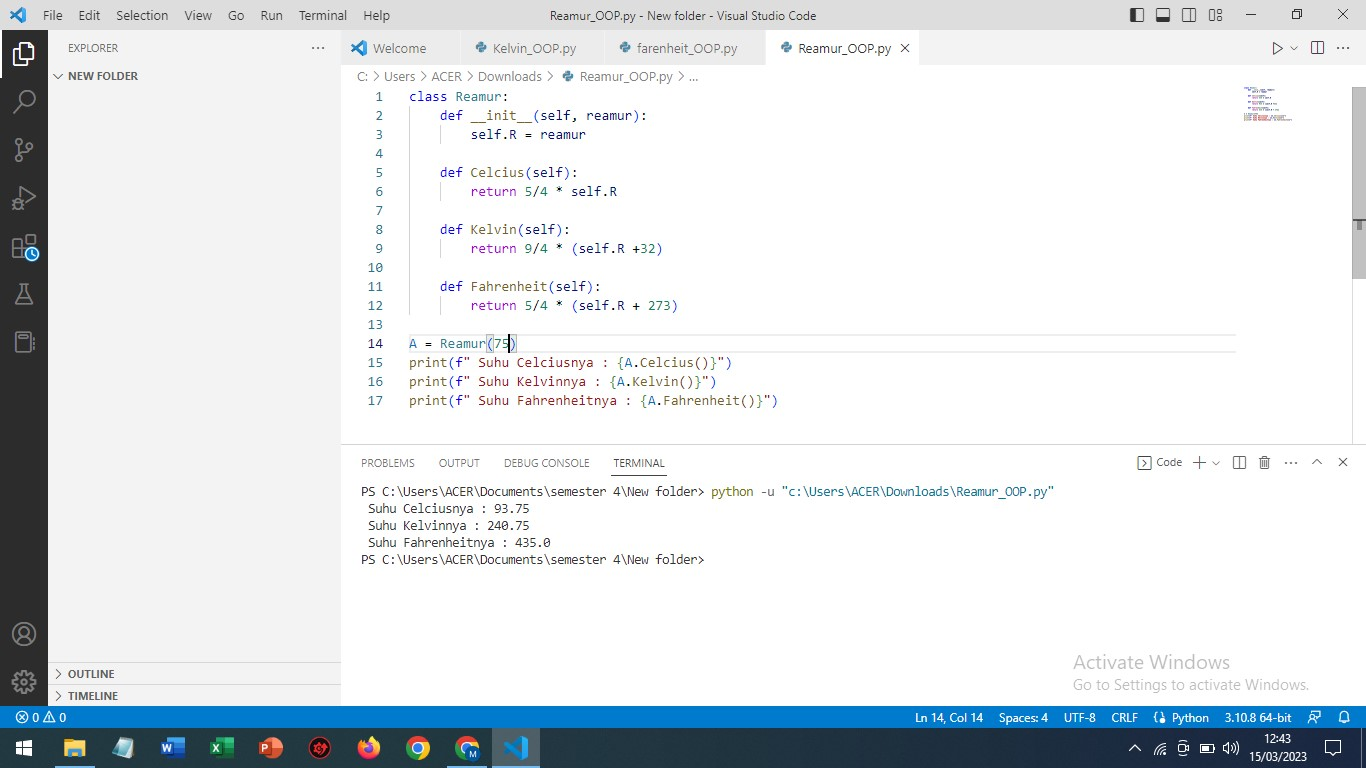 File Edit Selection View Go Run Terminal Help
Reamur_OOP.py - New folder - Visual Studio Code
EXPLORER
NEW FOLDER
OUTLINE
TIMELINE
Welcome Kelvin_OOP.py farenheit_OOP.py Reamur_OOP.py
C: > Users > ACER > Downloads > Reamur_OOP.py > ...
1 class Reamur:
2 def __init__(self, reamur):
3 self.R = reamur
4
5 def Celcius(self):
6 return 5/4 * self.R
7
8 def Kelvin(self):
9 return 9/4 * (self.R +32)
10
11 def Fahrenheit(self):
12 return 5/4 * (self.R + 273)
13
14 A = Reamur(75)
15 print(f" Suhu Celciusnya : {A.Celcius()}")
16 print(f" Suhu Kelvinnya : {A.Kelvin()}")
17 print(f" Suhu Fahrenheitnya : {A.Fahrenheit()}")
PROBLEMS OUTPUT DEBUG CONSOLE TERMINAL
Code
PS C:\Users\ACER\Documents\semester 4\New folder> python -u "c:\Users\ACER\Downloads\Reamur_OOP.py"
Suhu Celciusnya : 93.75
Suhu Kelvinnya : 240.75
Suhu Fahrenheitnya : 435.0
PS C:\Users\ACER\Documents\semester 4\New folder>
Activate Windows
Go to Settings to activate Windows.
0 0
Ln 14, Col 14 Spaces: 4 UTF-8 CRLF Python 3.10.8 64-bit
12:43
15/03/2023